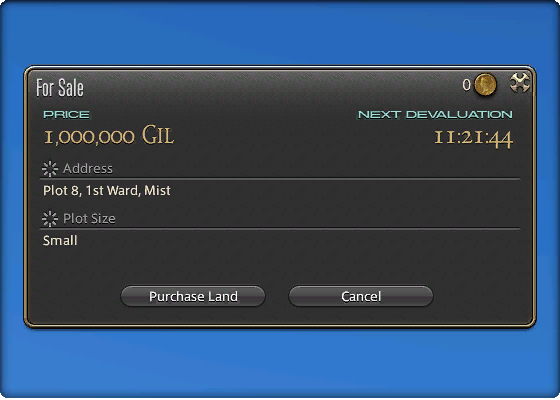 For Sale
0
PRICE
NEXT DEVALUATION
1,000,000 GIL
11:21:44
Address
Plot 8, 1st Ward, Mist
Plot Size
Small
Purchase Land
Cancel